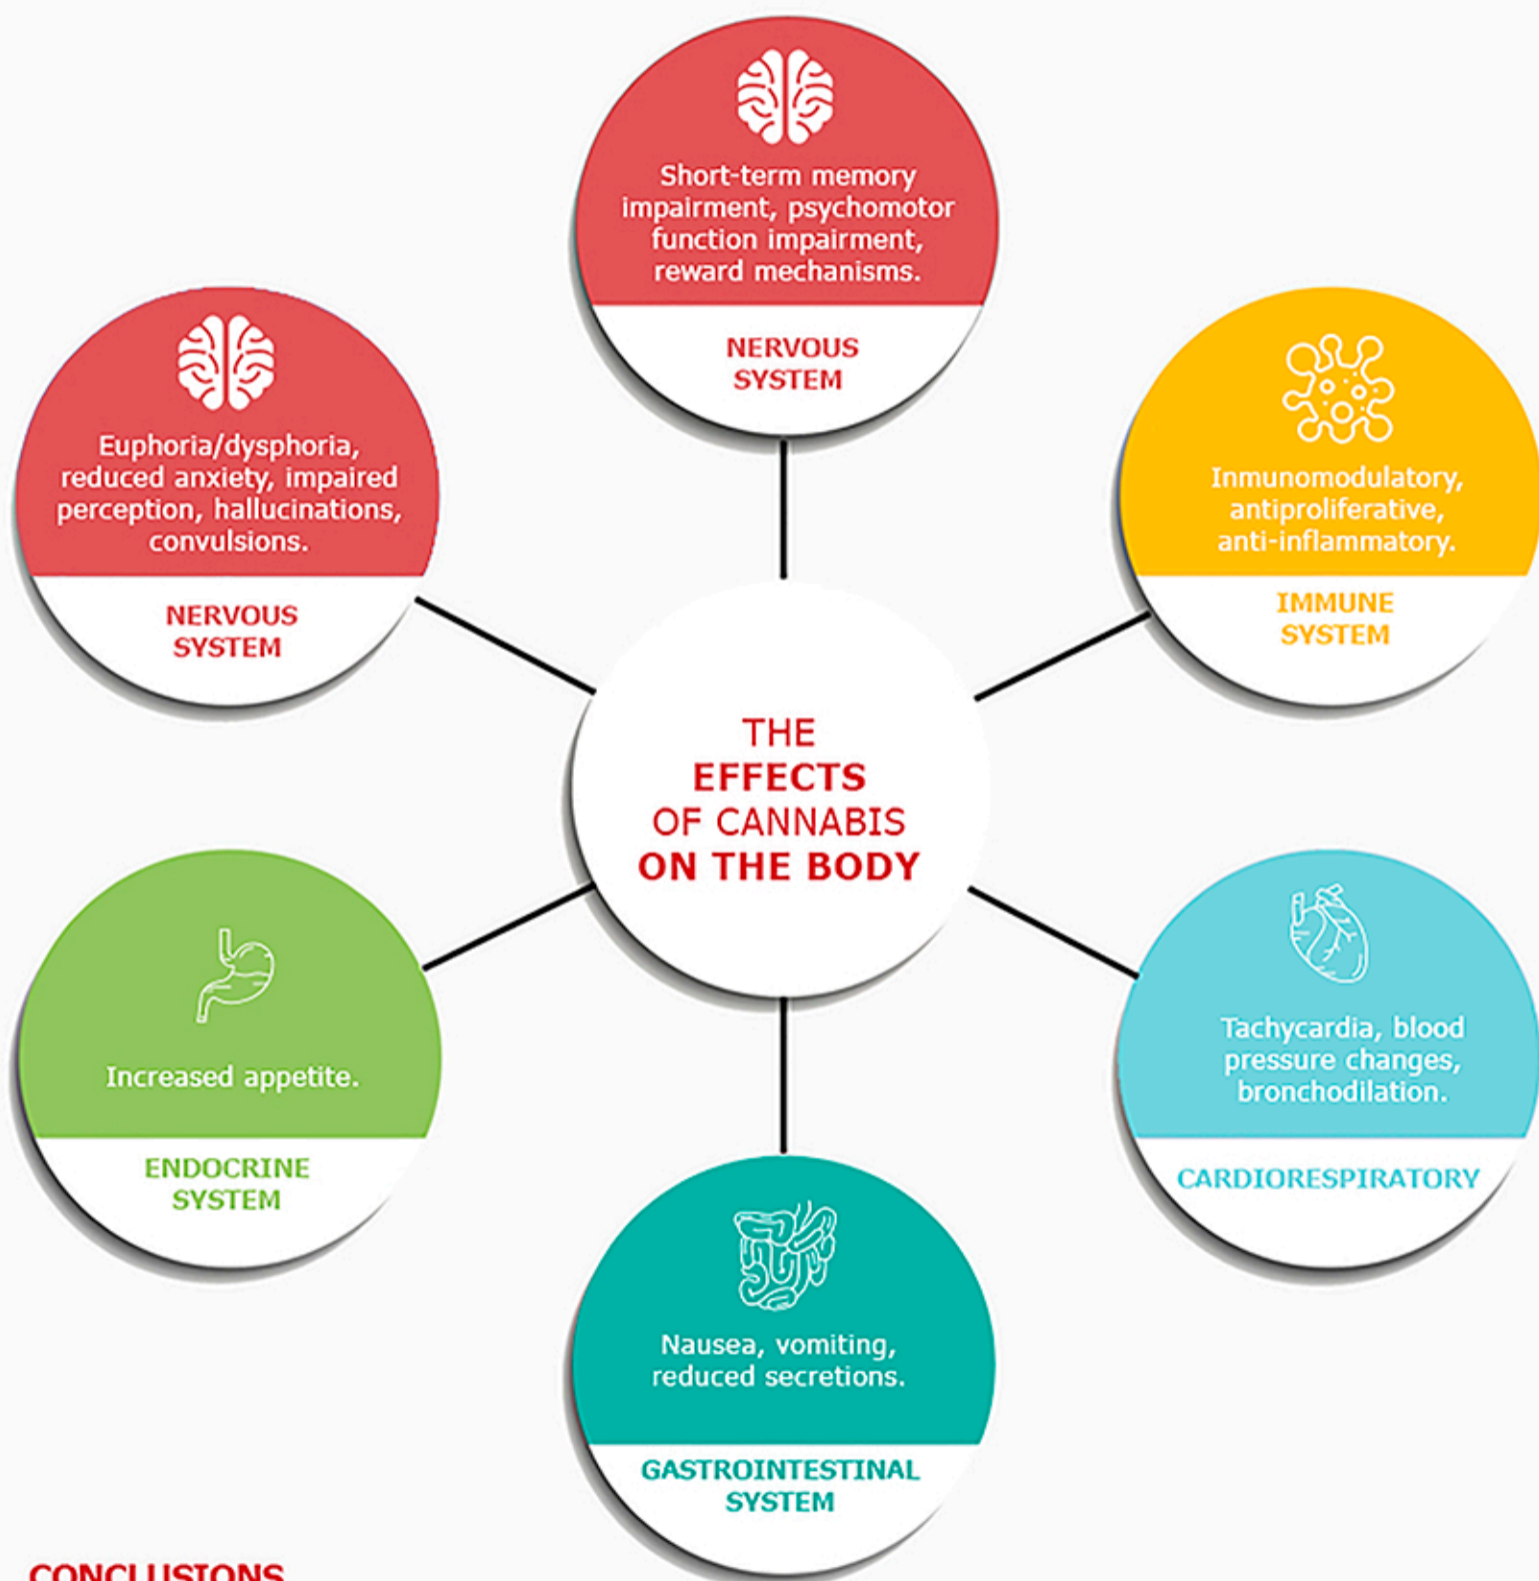 Short-term memory
impairment, psychomotor
function impairment,
reward mechanisms.
NERVOUS
SYSTEM
Euphoria/dysphoria,
reduced anxiety, impaired
perception, hallucinations,
convulsions.
NERVOUS
SYSTEM
Inmunomodulatory,
antiproliferative,
anti-inflammatory.
IMMUNE
SYSTEM
THE
EFFECTS
OF CANNABIS
ON THE BODY
Increased appetite.
ENDOCRINE
SYSTEM
Tachycardia, blood
pressure changes,
bronchodilation.
CARDIORESPIRATORY
Nausea, vomiting,
reduced secretions.
GASTROINTESTINAL
SYSTEM
CONCLUSIONS